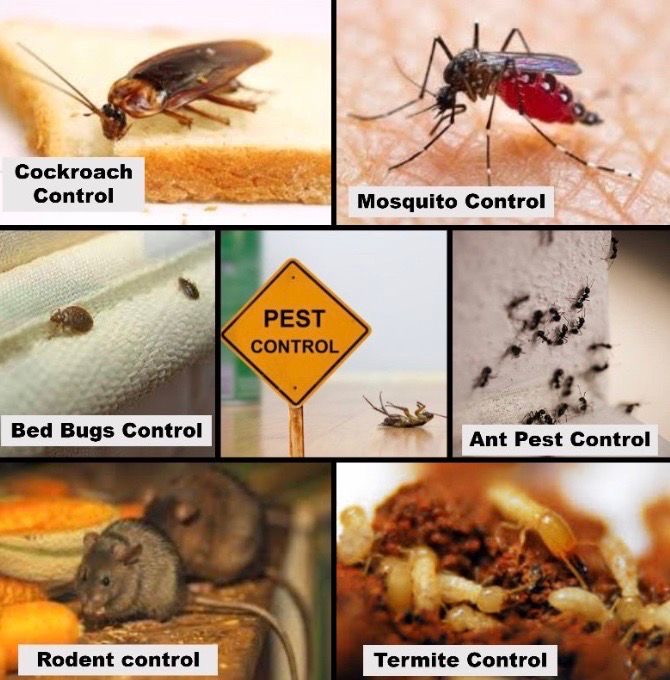 Cockroach
Control
Mosquito Control
Bed Bugs Control
PEST
CONTROL
Ant Pest Control
Rodent control
Termite Control